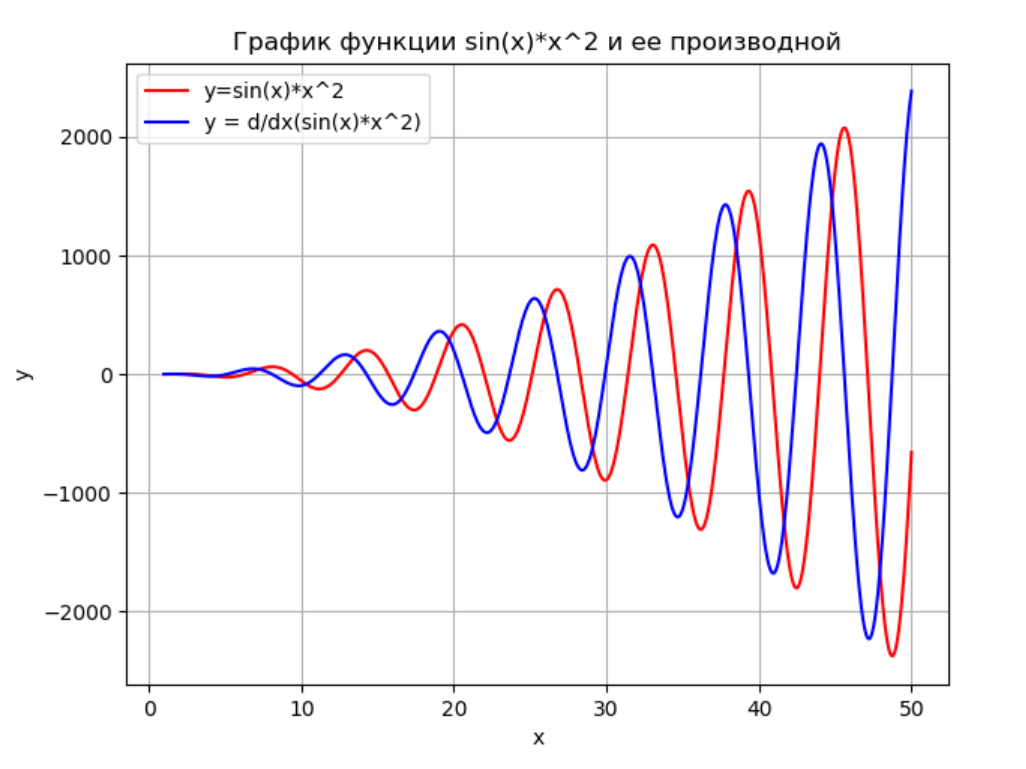 График функции sin(x)*x^2 и ее производной
y=sin(x)*x^2
y = d/dx(sin(x)*x^2)
2000
1000
0
−1000
−2000
y
0 10 20 30 40 50
x